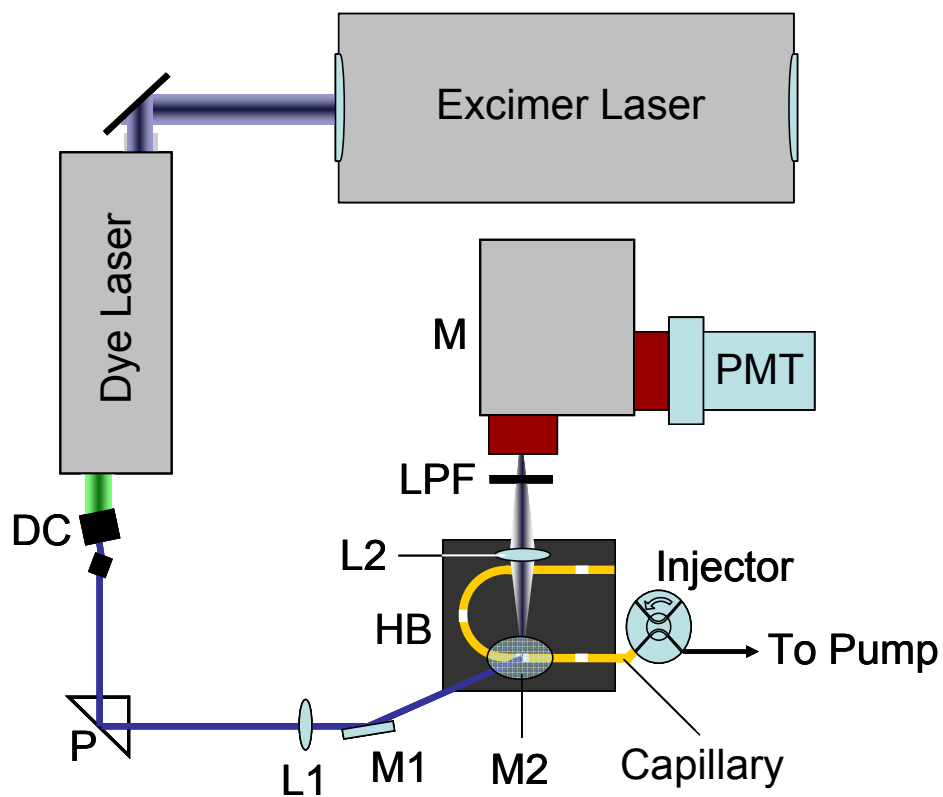 Excimer Laser
Dye Laser
M
PMT
LPF
DC
L2
Injector
HB
To Pump
P
L1
M1
M2
Capillary